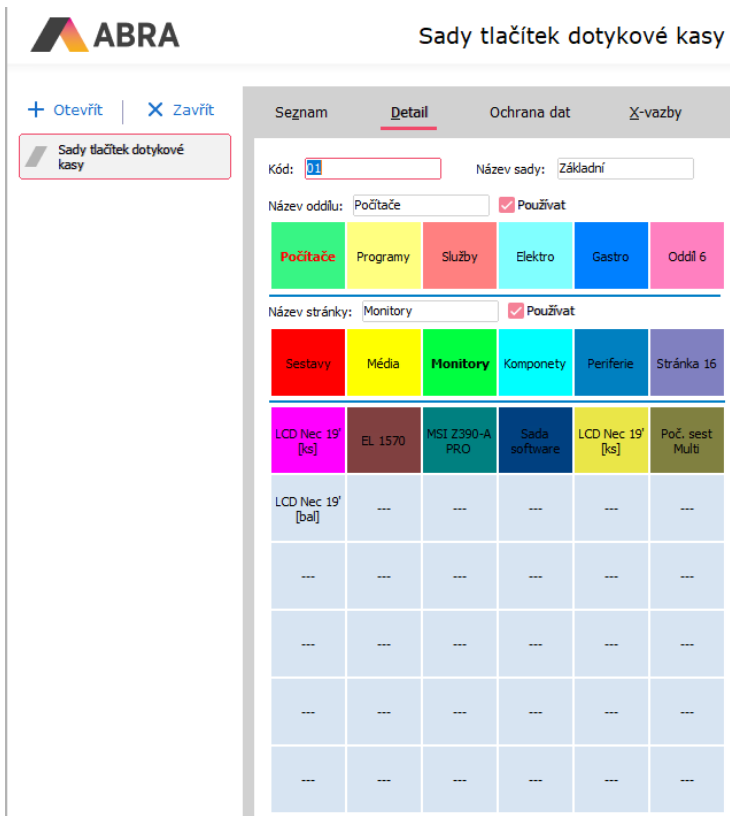 ABRA
Sady tlačítek dotykové kasy
Otevřít Zavřít
Sady tlačítek dotykové
kasy
Seznam Detail Ochrana dat X-vazby
Kód: 01 Název sady: Základní
Název oddílu: Počítače Používat
Počítače Programy Služby Elektro Gastro Oddíl 6
Název stránky: Monitory Používat
Sestavy Média Monitory Komponety Periferie Stránka 16
LCD Nec 19' [ks] EL 1570 MSI Z390-A PRO Sada software LCD Nec 19' [ks] Poč. sest Multi
LCD Nec 19' [bal] --- --- --- --- ---
--- --- --- --- --- ---
--- --- --- --- --- ---
--- --- --- --- --- ---
--- --- --- --- --- ---